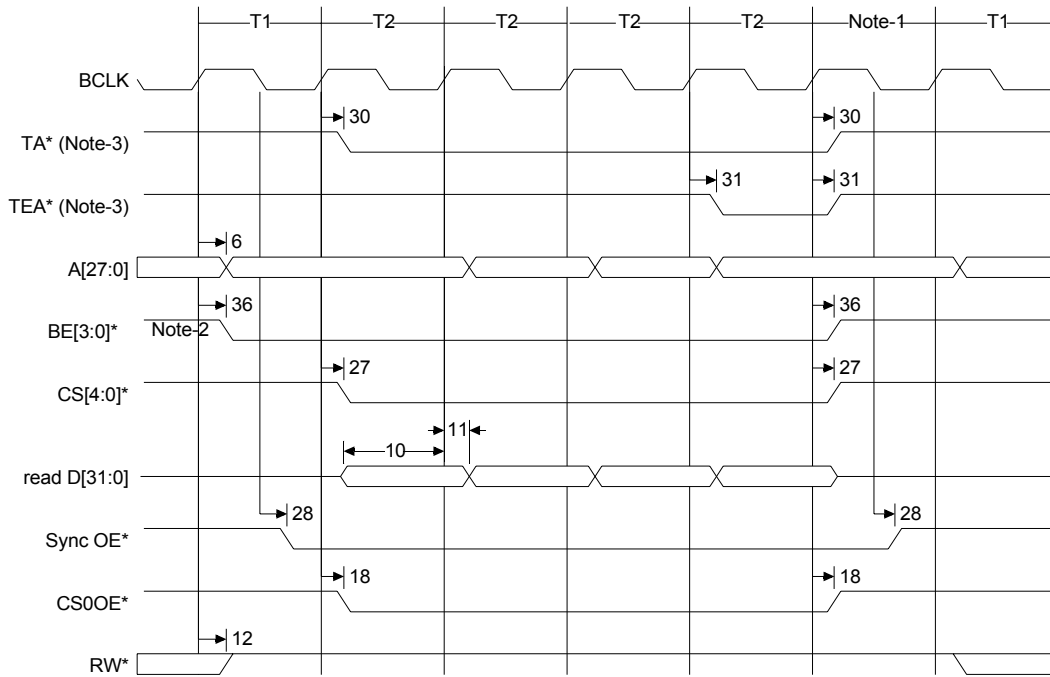 T1 T2 T2 T2 T2 Note-1 T1
BCLK
30 30
TA* (Note-3)
31 31
TEA* (Note-3)
6
A[27:0]
36 36
BE[3:0]* Note-2
27 27
CS[4:0]*
11
10
read D[31:0]
28 28
Sync OE*
18 18
CS0OE*
12
RW*